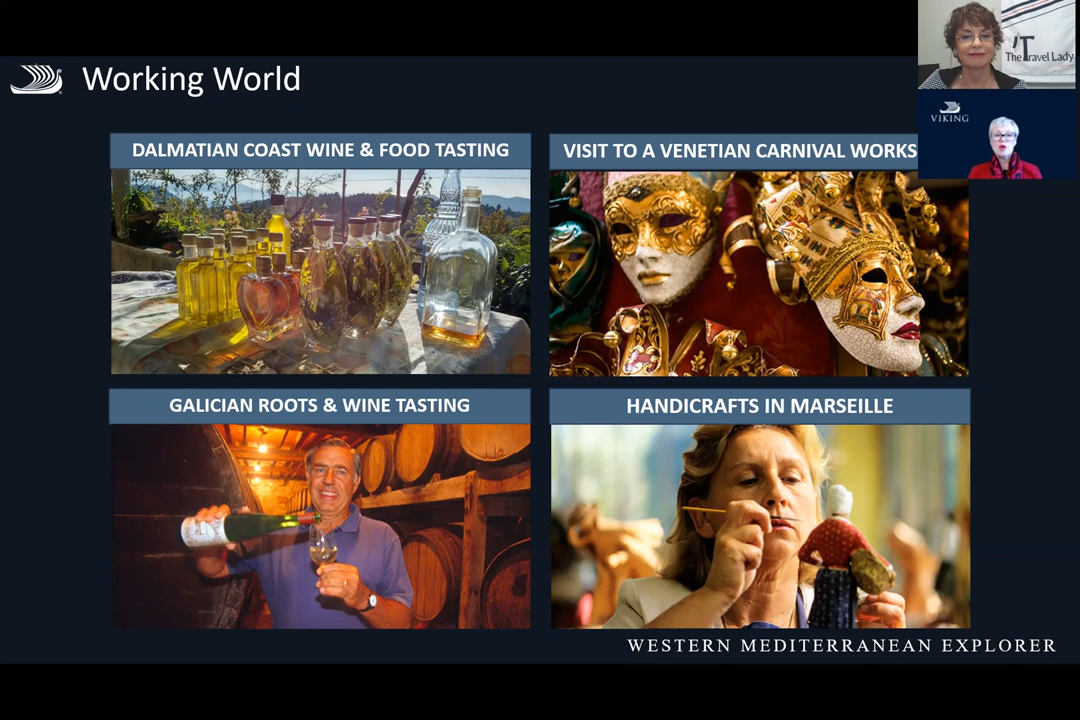 Working World
'Travel Lady
The
VIKING
DALMATIAN COAST WINE & FOOD TASTING
VISIT TO A VENETIAN CARNIVAL WORKS
GALICIAN ROOTS & WINE TASTING
HANDICRAFTS IN MARSEILLE
WESTERN MEDITERRANEAN EXPLORER